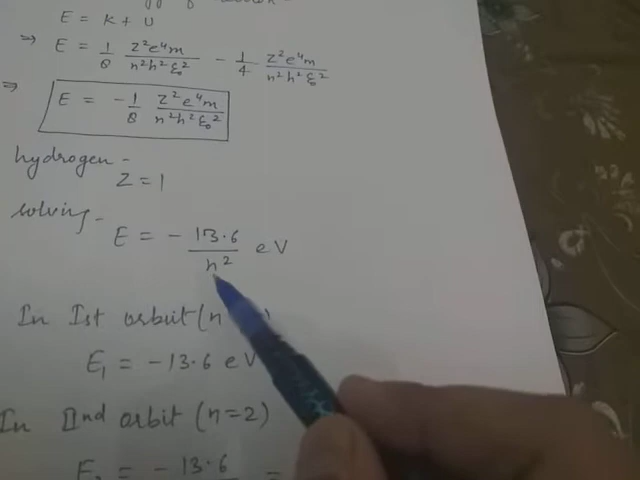 E = K + U
⇒ E = 1/8 Z²e⁴m/n²h²ε₀² - 1/4 Z²e⁴m/n²h²ε₀²
⇒ E = -1/8 Z²e⁴m/n²h²ε₀²
hydrogen -
Z = 1
solving -
E = - 13.6/n² eV
In Ist orbit (n = )
E₁ = -13.6 eV
In IInd orbit (n=2)
= - 13.6 =